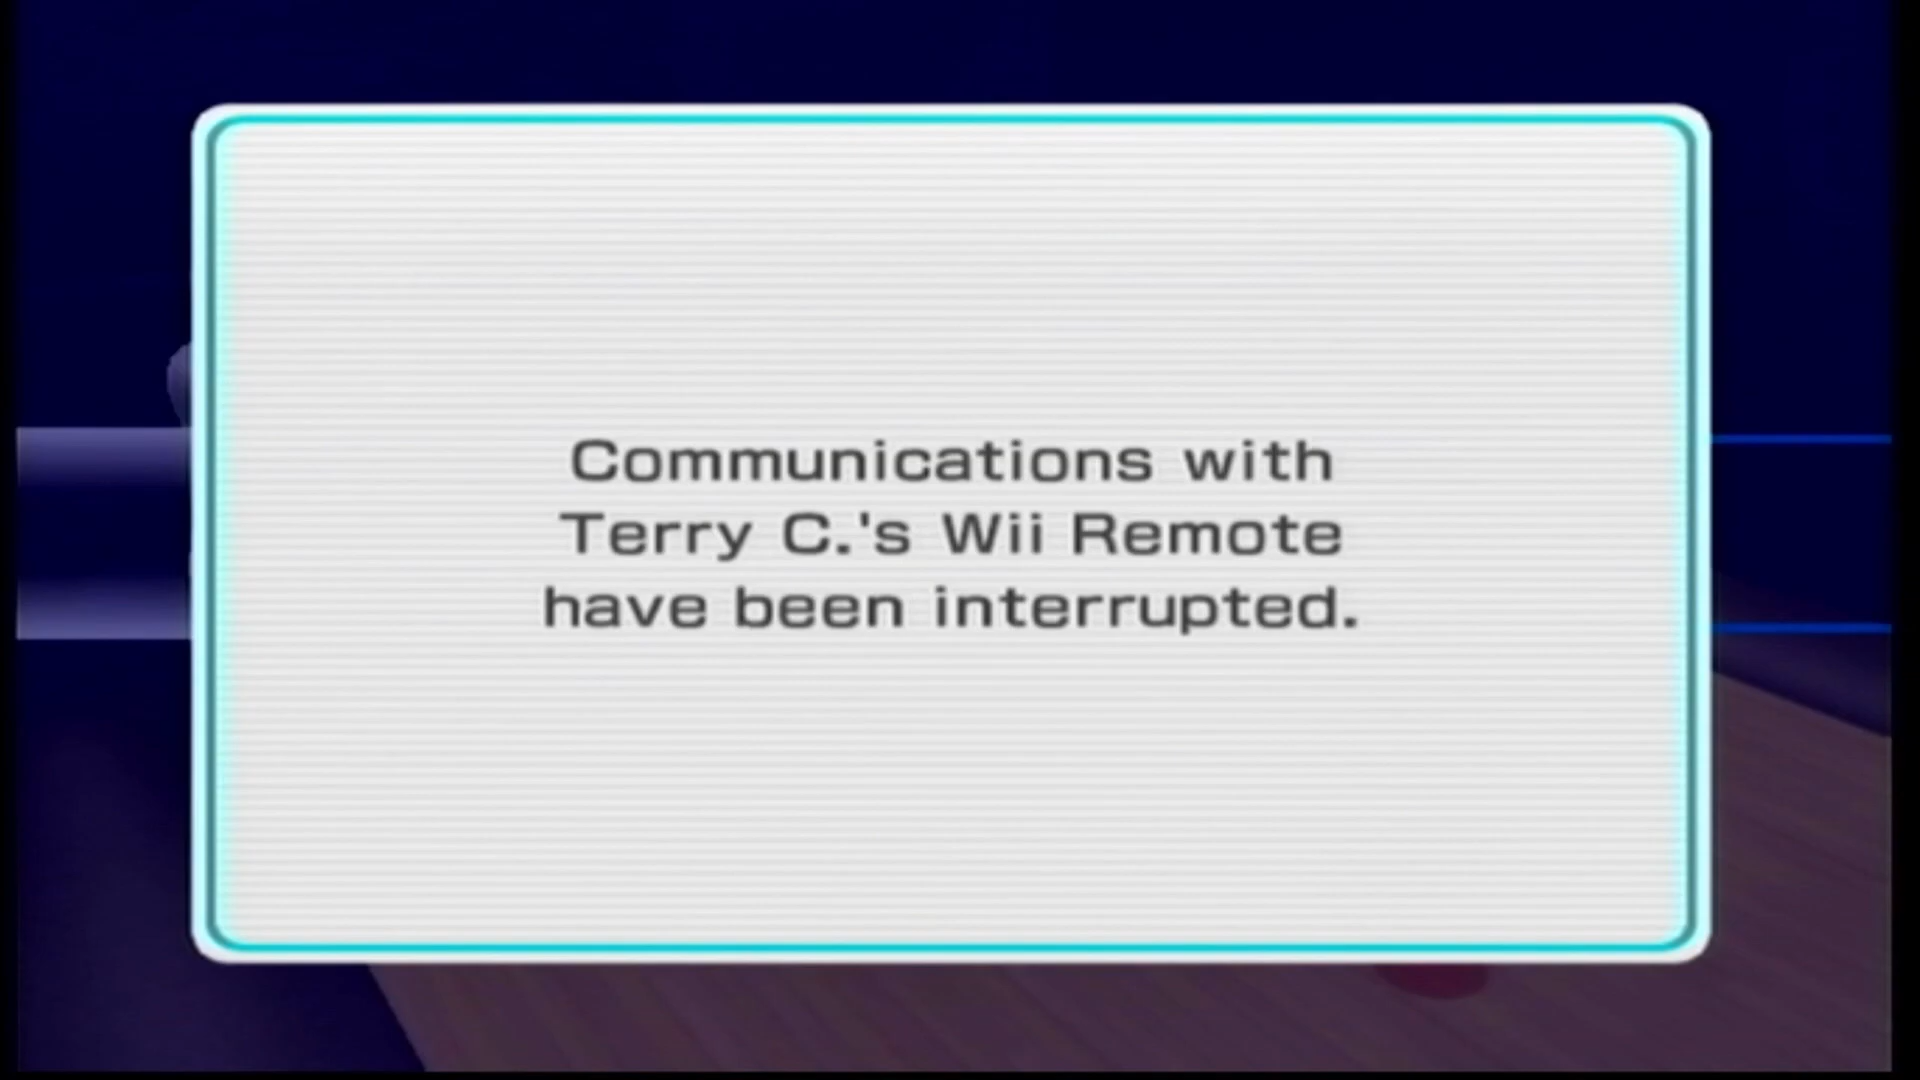 Communications with
Terry C.'s Wii Remote
have been interrupted.